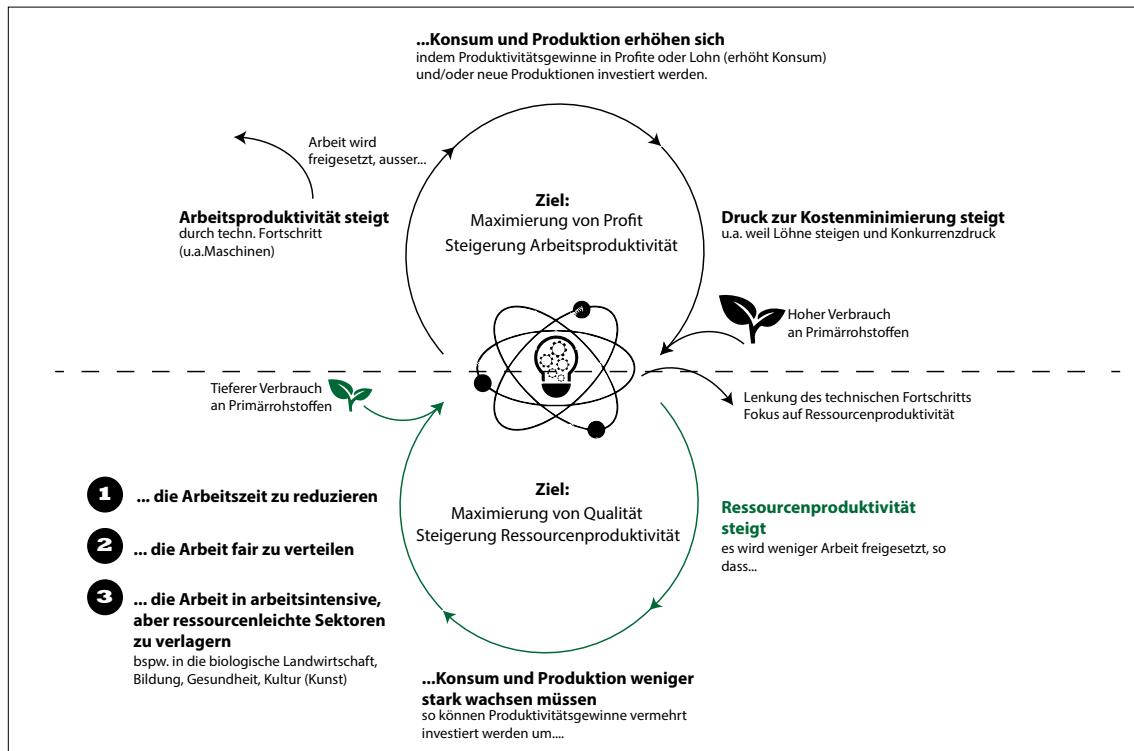 ...Konsum und Produktion erhöhen sich
indem Produktivitätsgewinne in Profite oder Lohn (erhöht Konsum)
und/oder neue Produktionen investiert werden.
Arbeit wird
freigesetzt, ausser...
Arbeitsproduktivität steigt
durch techn. Fortschritt
(u.a.Maschinen)
Ziel:
Maximierung von Profit
Steigerung Arbeitsproduktivität
Druck zur Kostenminimierung steigt
u.a. weil Löhne steigen und Konkurrenzdruck
Hoher Verbrauch
an Primärrohstoffen
Tieferer Verbrauch
an Primärrohstoffen
Lenkung des technischen Fortschritts
Fokus auf Ressourcenproduktivität
1 ... die Arbeitszeit zu reduzieren
2 ... die Arbeit fair zu verteilen
3 ... die Arbeit in arbeitsintensive,
aber ressourcenleichte Sektoren
zu verlagern
bspw. in die biologische Landwirtschaft,
Bildung, Gesundheit, Kultur (Kunst)
Ziel:
Maximierung von Qualität
Steigerung Ressourcenproduktivität
Ressourcenproduktivität
steigt
es wird weniger Arbeit freigesetzt, so
dass...
...Konsum und Produktion weniger
stark wachsen müssen
so können Produktivitätsgewinne vermehrt
investiert werden um....